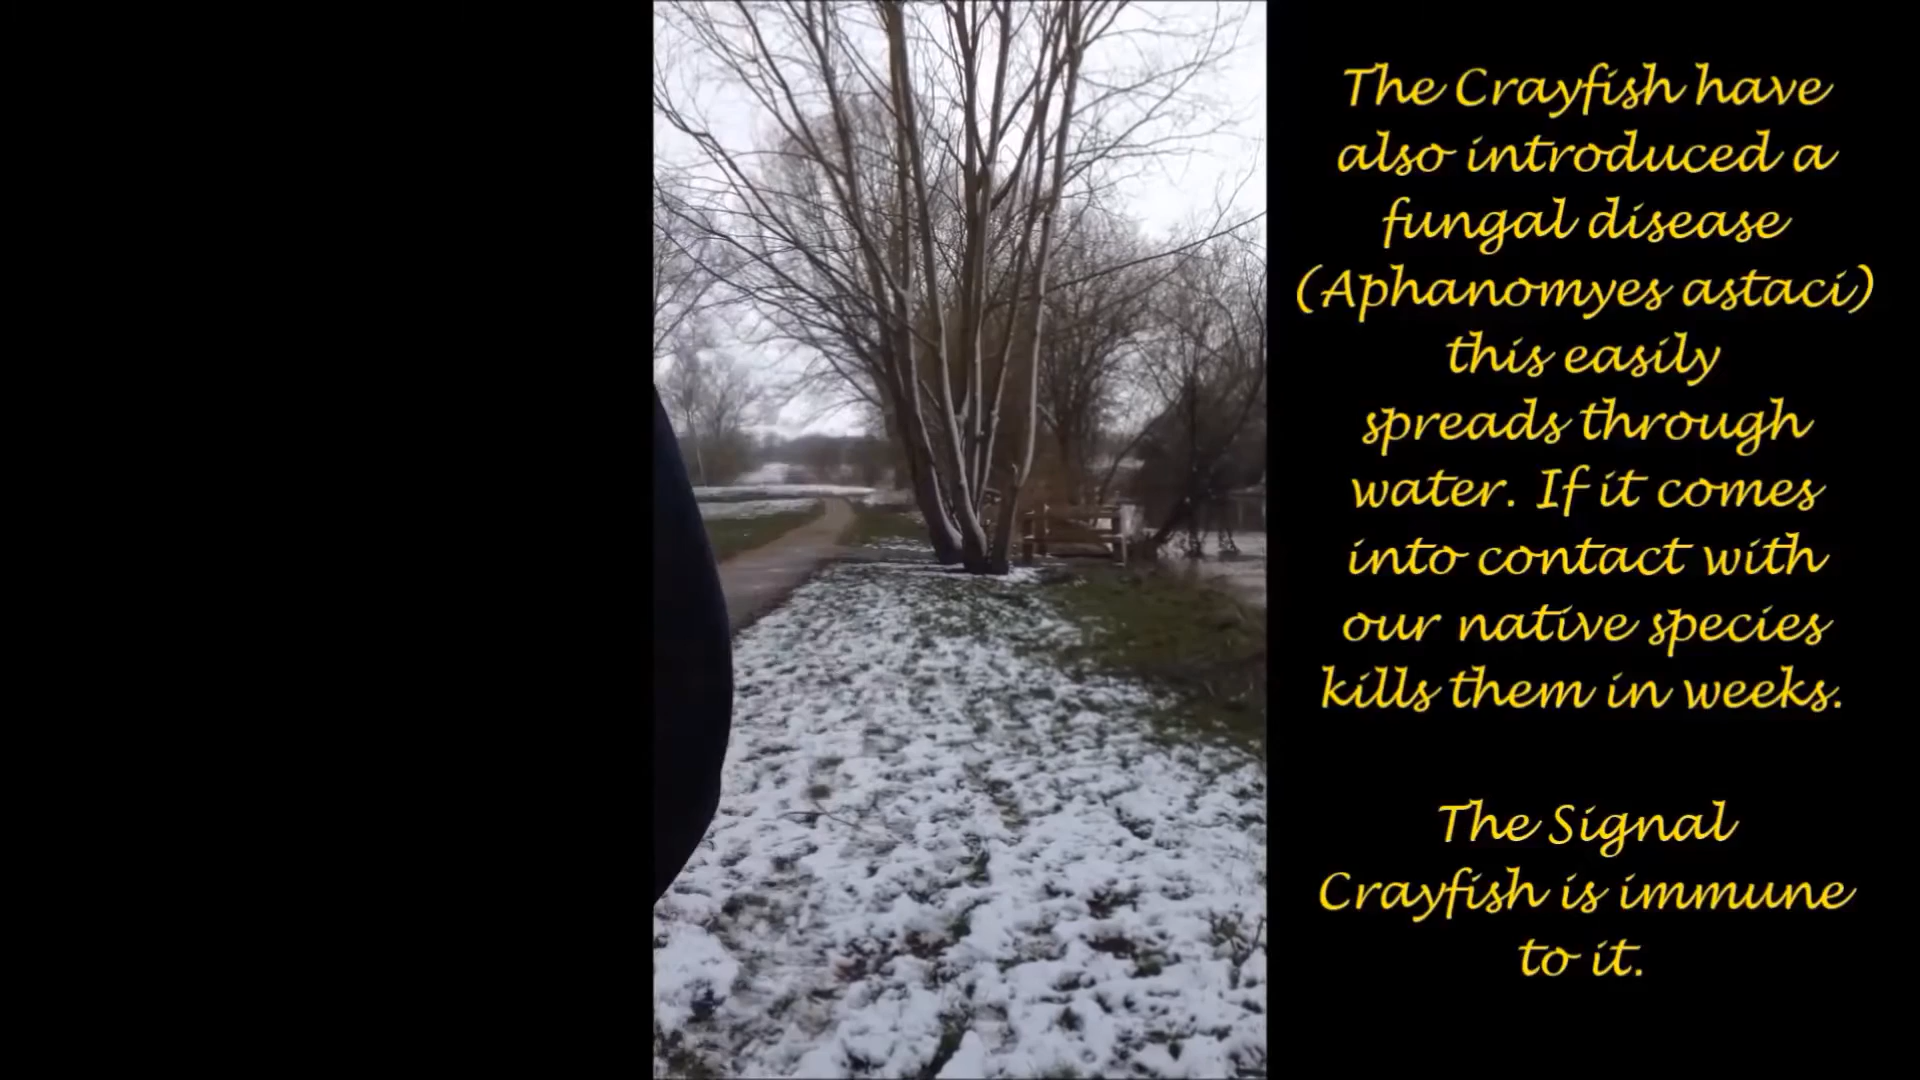 The Crayfish have
also introduced a
fungal disease
(Aphanomyes astaci)
this easily
spreads through
water. If it comes
into contact with
our native species
kills them in weeks.
The Signal
Crayfish is immune
to it.